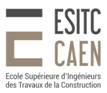 ESITC
CAEN
Ecole Supérieure d'Ingénieurs
des Travaux de la Construction